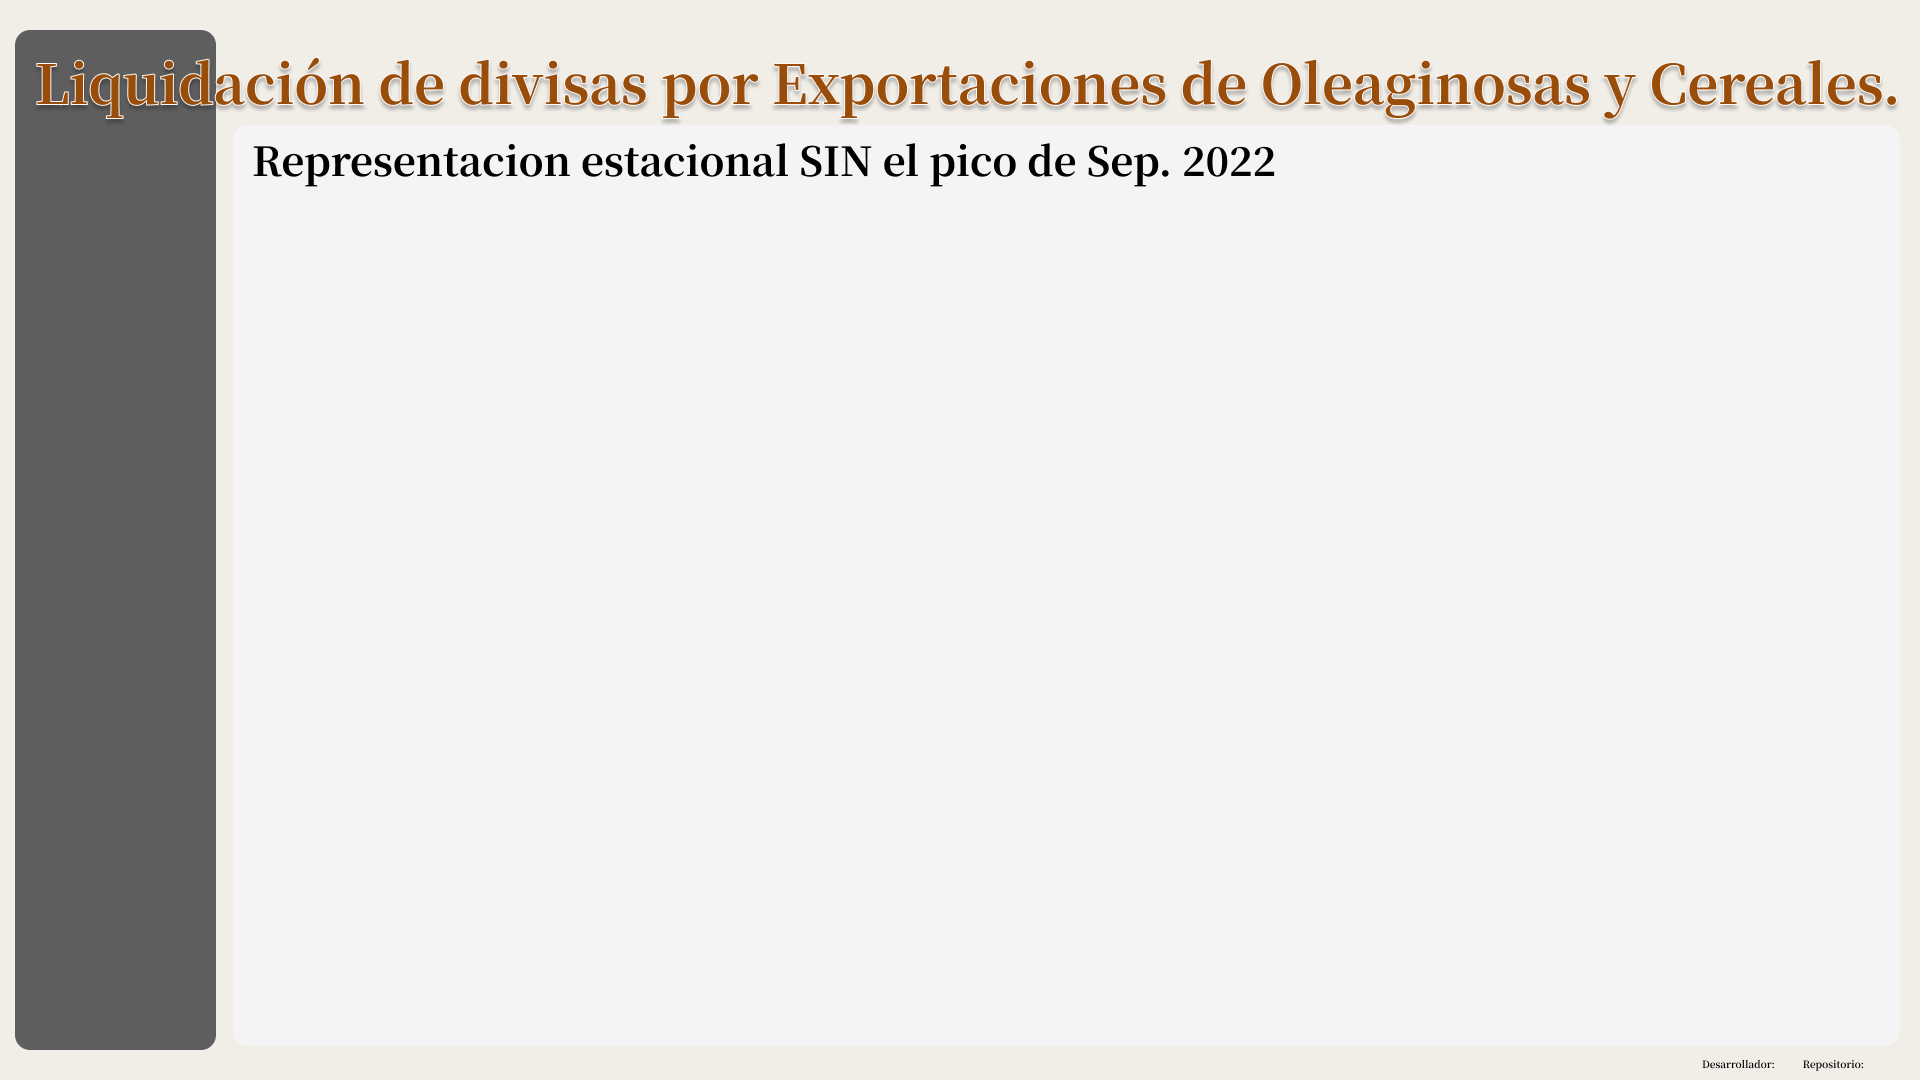 Liquidación de divisas por Exportaciones de Oleaginosas y Cereales.
Representacion estacional SIN el pico de Sep. 2022
Desarrollador: Repositorio: